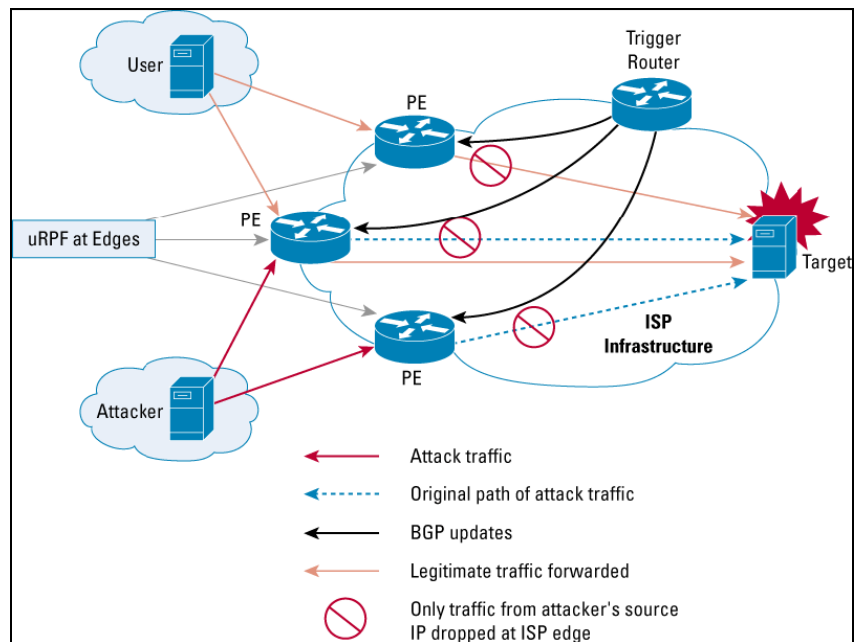 User
Trigger
Router
PE
PE
uRPF at Edges
Target
ISP
Infrastructure
PE
Attacker
Attack traffic
Original path of attack traffic
BGP updates
Legitimate traffic forwarded
Only traffic from attacker's source
IP dropped at ISP edge